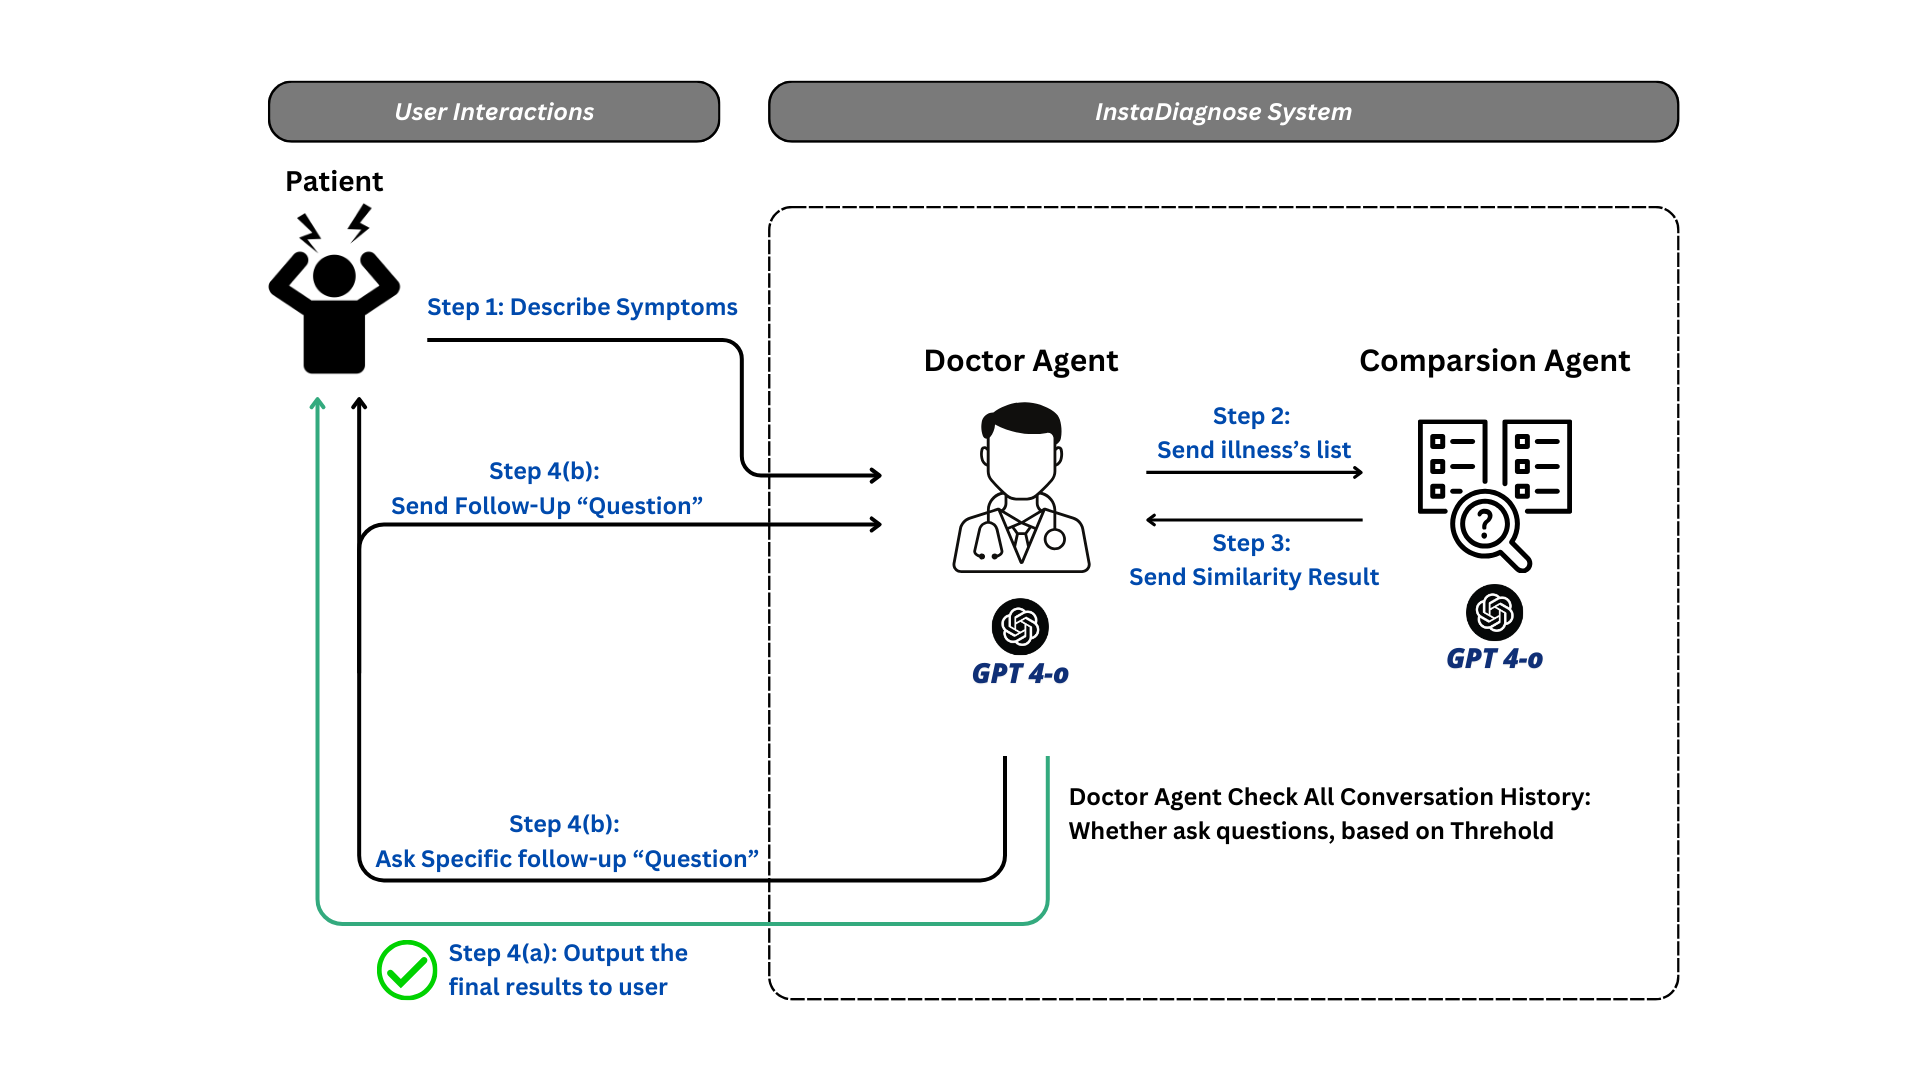 User Interactions
InstaDiagnose System
Patient
Step 1: Describe Symptoms
Doctor Agent
Comparsion Agent
Step 2:
Send illness’s list
Step 4(b):
Send Follow-Up “Question”
Step 3:
Send Similarity Result
?
GPT 4-o
GPT 4-o
Doctor Agent Check All Conversation History:
Whether ask questions, based on Threhold
Step 4(b):
Ask Specific follow-up “Question”
Step 4(a): Output the
final results to user